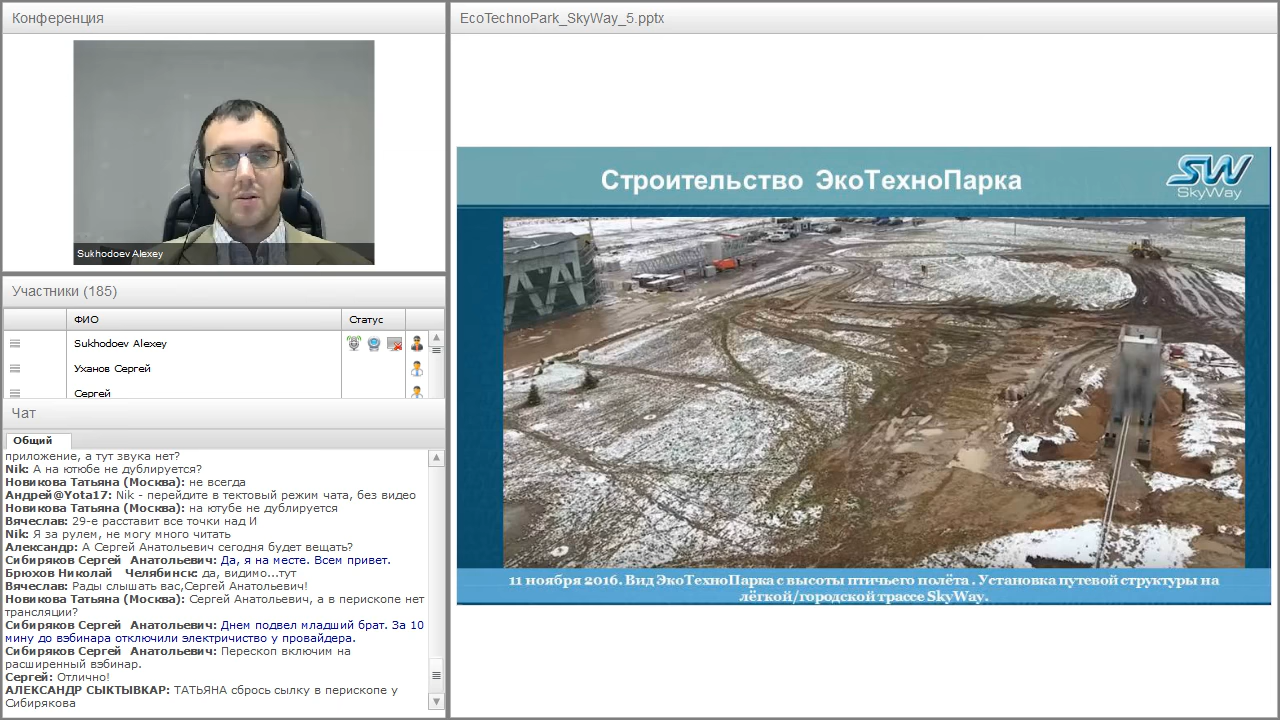 Конференция
Sukhodoev Alexey
Участники (185)
ФИО
Статус
Sukhodoev Alexey
Уханов Сергей
Сергей
Чат
Общий
приложение, а тут звука нет?
Nik: А на ютюбе не дублируется?
Новикова Татьяна (Москва): не всегда
Андрей@Yota17: Nik - перейдите в тектовый режим чата, без видео
Новикова Татьяна (Москва): на ютубе не дублируется
Вячеслав: 29-е расставит все точки над И
Nik: Я за рулем, не могу много читать
Александр: А Сергей Анатольевич сегодня будет вещать?
Сибиряков Сергей Анатольевич: Да, я на месте. Всем привет.
Брюхов Николай Челябинск: да, видимо...тут
Вячеслав: Рады слышать вас,Сергей Анатольевич!
Новикова Татьяна (Москва): Сергей Анатольевич, а в перископе нет
трансляции?
Сибиряков Сергей Анатольевич: Днем подвел младший брат. За 10
мину до вэбинара отключили электричиство у провайдера.
Сибиряков Сергей Анатольевич: Перескоп включим на
расширенный вэбинар.
Сергей: Отлично!
АЛЕКСАНДР СЫКТЫВКАР: ТАТЬЯНА сбрось сылку в перископе у
Сибирякова
EcoTechnoPark_SkyWay_5.pptx
Строительство ЭкоТехноПарка
SW
SkyWay
11 ноября 2016. Вид ЭкоТехноПарка с высоты птичьего полёта . Установка путевой структуры на
лёгкой/городской трассе SkyWay.